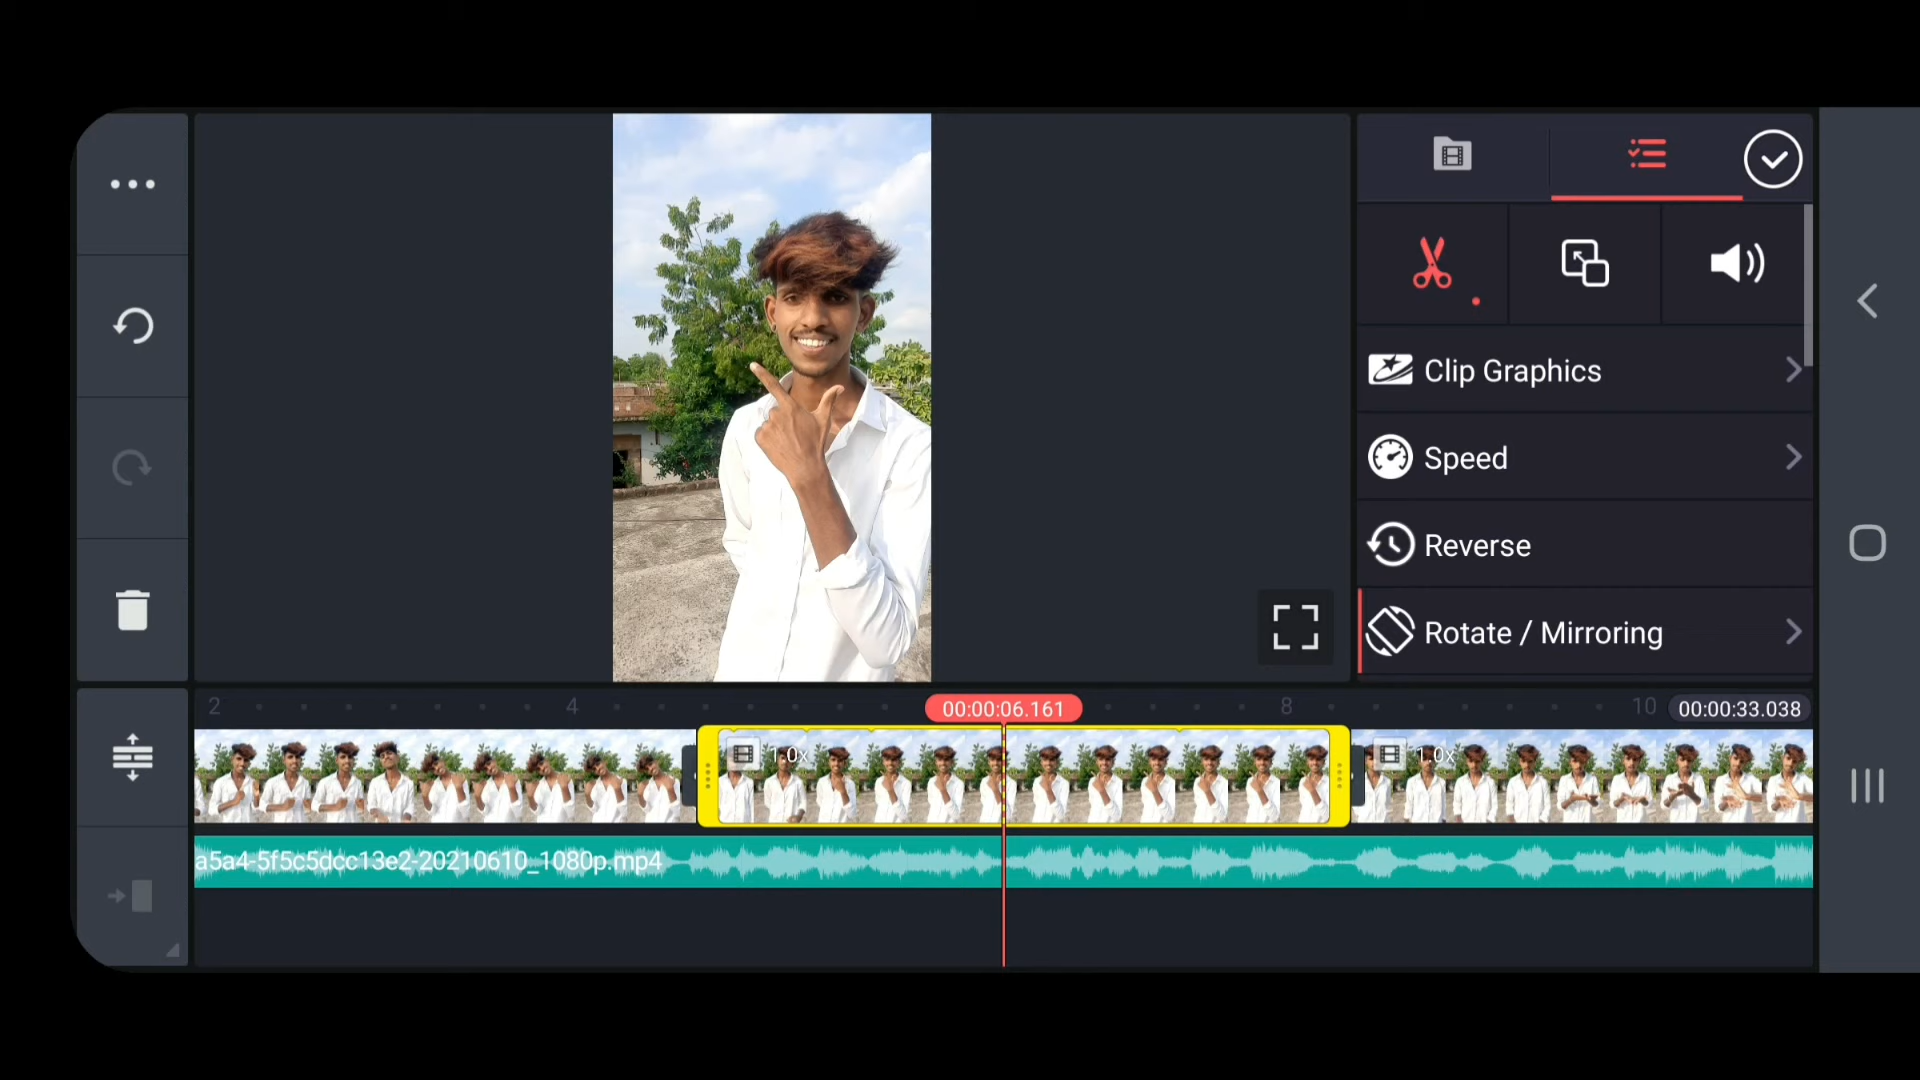 Clip Graphics
Speed
Reverse
Rotate / Mirroring
2
4
00:00:06.161
8
10
00:00:33.038
1.0x
1.0x
a5a4-5f5c5dcc13e2-20210610_1080p.mp4